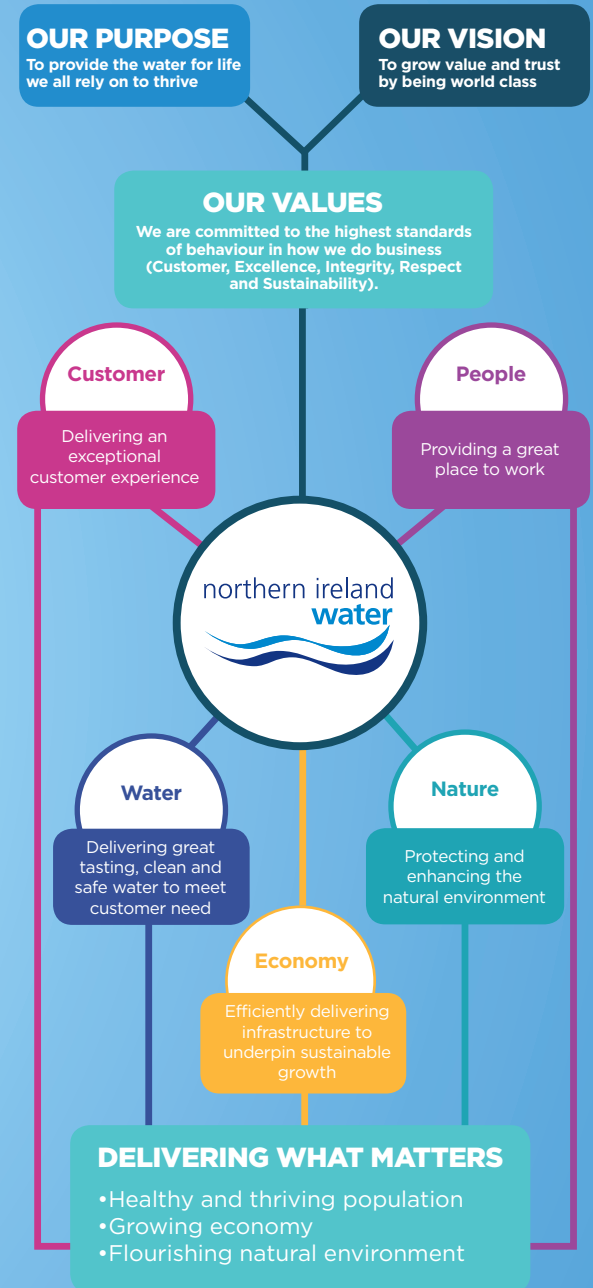 OUR PURPOSE
To provide the water for life
we all rely on to thrive
OUR VISION
To grow value and trust
by being world class
OUR VALUES
We are committed to the highest standards
of behaviour in how we do business
(Customer, Excellence, Integrity, Respect
and Sustainability).
Customer
Delivering an
exceptional
customer experience
People
Providing a great
place to work
northern ireland
water
Water
Delivering great
tasting, clean and
safe water to meet
customer need
Nature
Protecting and
enhancing the
natural environment
Economy
Efficiently delivering
infrastructure to
underpin sustainable
growth
DELIVERING WHAT MATTERS
•Healthy and thriving population
•Growing economy
•Flourishing natural environment